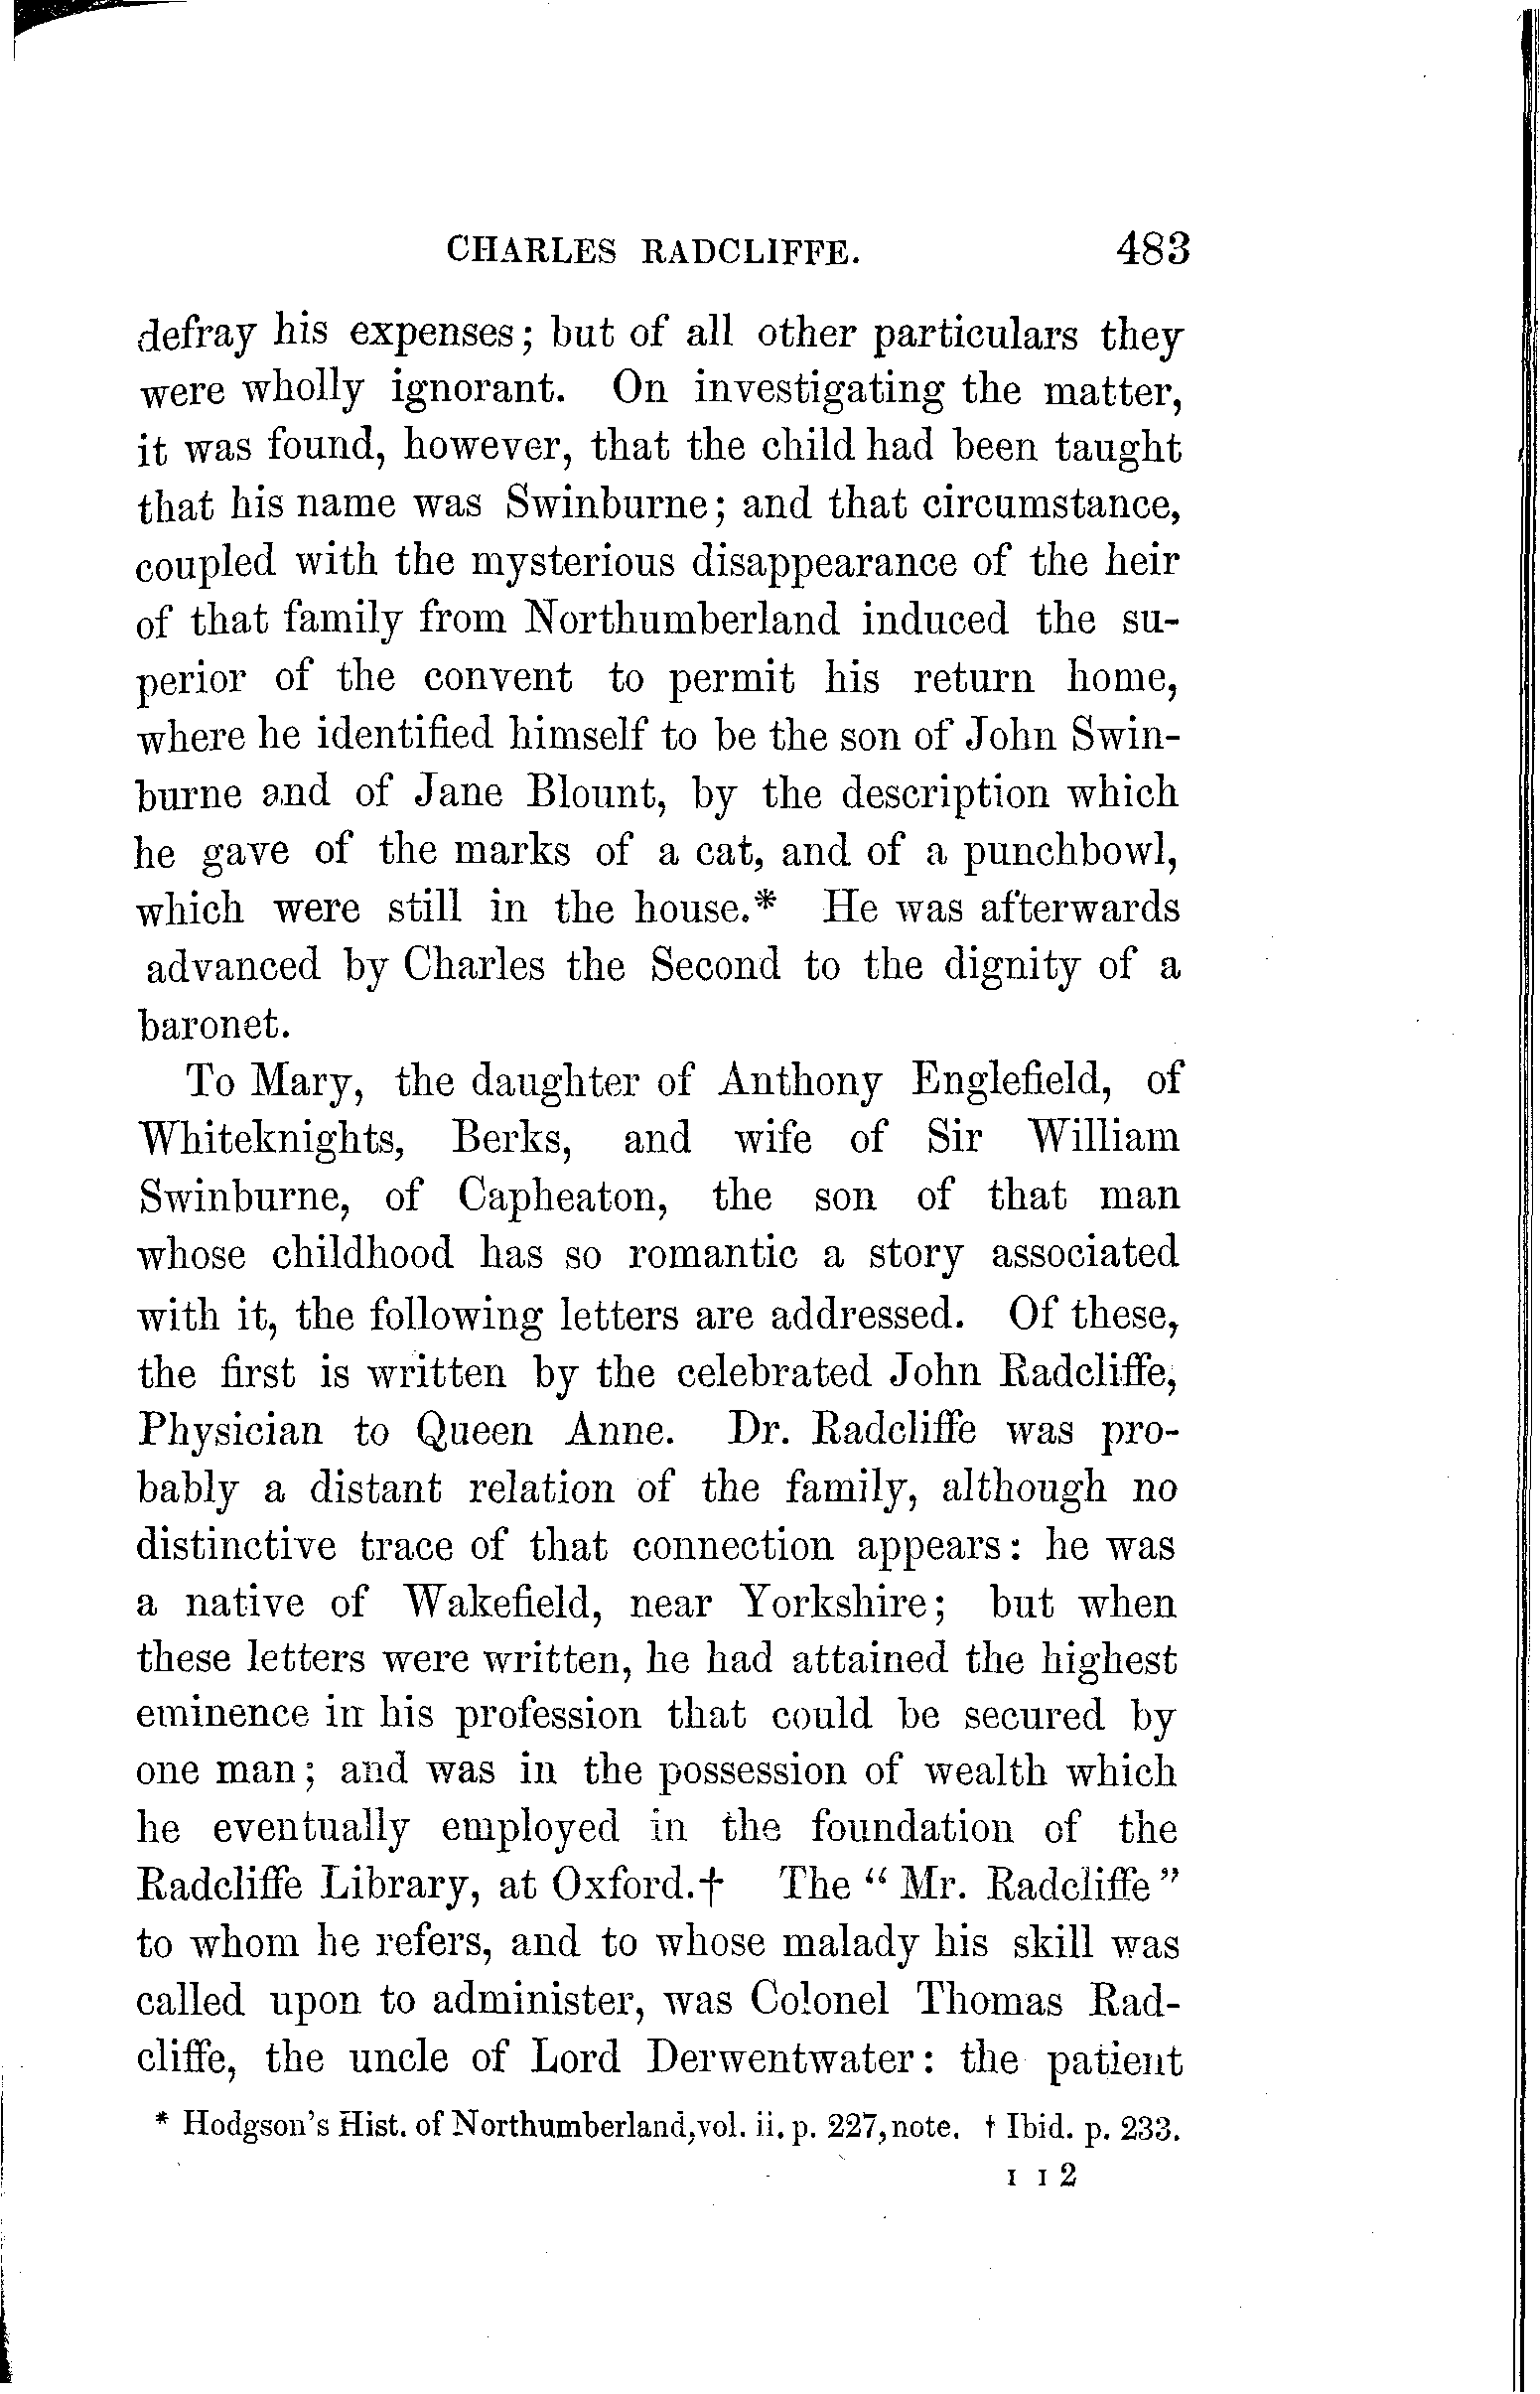 CHARLES RADCLIFFE. 483
defray his expenses; but of all other particulars they
were wholly ignorant. On investigating the matter,
it was found, however, that the child had been taught
that his name was Swinburne; and that circumstance,
coupled with the mysterious disappearance of the heir
of that family from Northumberland induced the su-
perior of the convent to permit his return home,
where he identified himself to be the son of John Swin-
burne and of Jane Blount, by the description which
he gave of the marks of a cat, and of a punchbowl,
which were still in the house.* He was afterwards
advanced by Charles the Second to the dignity of a
baronet.
To Mary, the daughter of Anthony Englefield, of
Whiteknights, Berks, and wife of Sir William
Swinburne, of Capheaton, the son of that man
whose childhood has so romantic a story associated
with it, the following letters are addressed. Of these,
the first is written by the celebrated John Radcliffe,
Physician to Queen Anne. Dr. Radcliffe was pro-
bably a distant relation of the family, although no
distinctive trace of that connection appears: he was
a native of Wakefield, near Yorkshire; but when
these letters were written, he had attained the highest
eminence in his profession that could be secured by
one man; and was in the possession of wealth which
he eventually employed in the foundation of the
Radcliffe Library, at Oxford.† The "Mr. Radcliffe"
to whom he refers, and to whose malady his skill was
called upon to administer, was Colonel Thomas Rad-
cliffe, the uncle of Lord Derwentwater: the patient
* Hodgson's Hist. of Northumberland, vol. ii. p. 227, note. † Ibid. p. 233.
I I 2